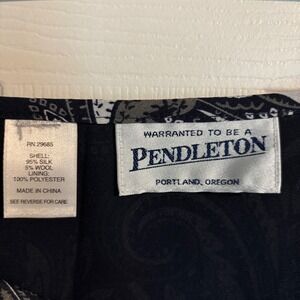 RN 29685
SHELL:
95% SILK
5% WOOL
LINING:
100% POLYESTER
MADE IN CHINA
SEE REVERSE FOR CARE
WARRANTED TO BE A
PENDLETON
PORTLAND, OREGON